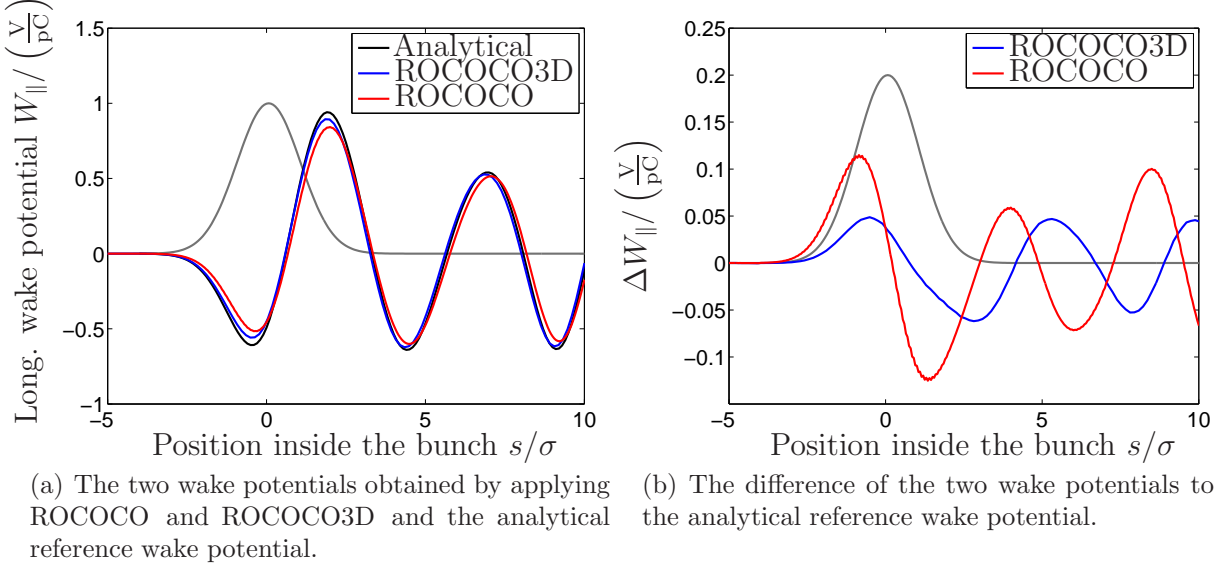 Long. wake potential W∥/ (V/pC)
1.5
1
0.5
0
−0.5
−1
−5
0
5
10
Analytical
ROCOCO3D
ROCOCO
Position inside the bunch s/σ
(a) The two wake potentials obtained by applying
ROCOCO and ROCOCO3D and the analytical
reference wake potential.
ΔW∥/ (V/pC)
0.25
0.20
0.15
0.10
0.05
0
−0.05
−0.1
−5
0
5
10
ROCOCO3D
ROCOCO
Position inside the bunch s/σ
(b) The difference of the two wake potentials to
the analytical reference wake potential.